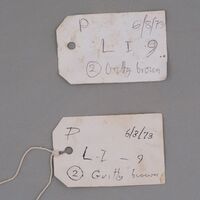 P 6/3/73
L I 9
② Gritty brown
P 6/3/73
L I - 9
② Gritty brown